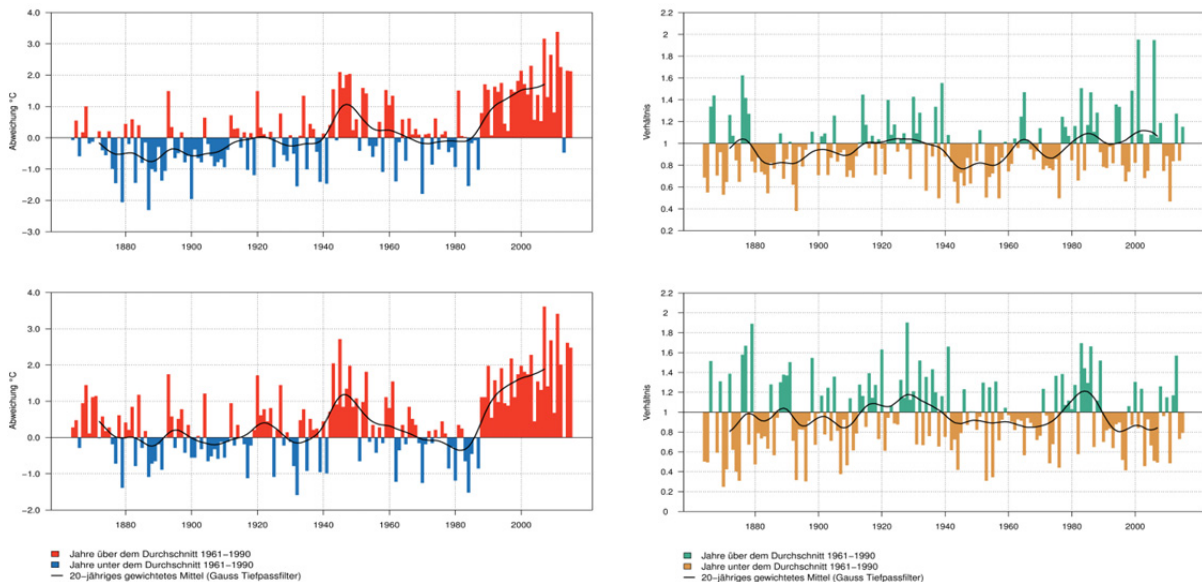 4.0
3.0
2.0
1.0
0.0
−1.0
−2.0
−3.0
Abweichung °C
1880 1900 1920 1940 1960 1980 2000
2.2
2
1.8
1.6
1.4
1.2
1
0.8
0.6
0.4
0.2
Verhältnis
1880 1900 1920 1940 1960 1980 2000
4.0
3.0
2.0
1.0
0.0
−1.0
−2.0
Abweichung °C
1880 1900 1920 1940 1960 1980 2000
2.2
2
1.8
1.6
1.4
1.2
1
0.8
0.6
0.4
0.2
0
Verhältnis
1880 1900 1920 1940 1960 1980 2000
Jahre über dem Durchschnitt 1961−1990
Jahre unter dem Durchschnitt 1961−1990
20−jähriges gewichtetes Mittel (Gauss Tiefpassfilter)
Jahre über dem Durchschnitt 1961−1990
Jahre unter dem Durchschnitt 1961−1990
20−jähriges gewichtetes Mittel (Gauss Tiefpassfilter)